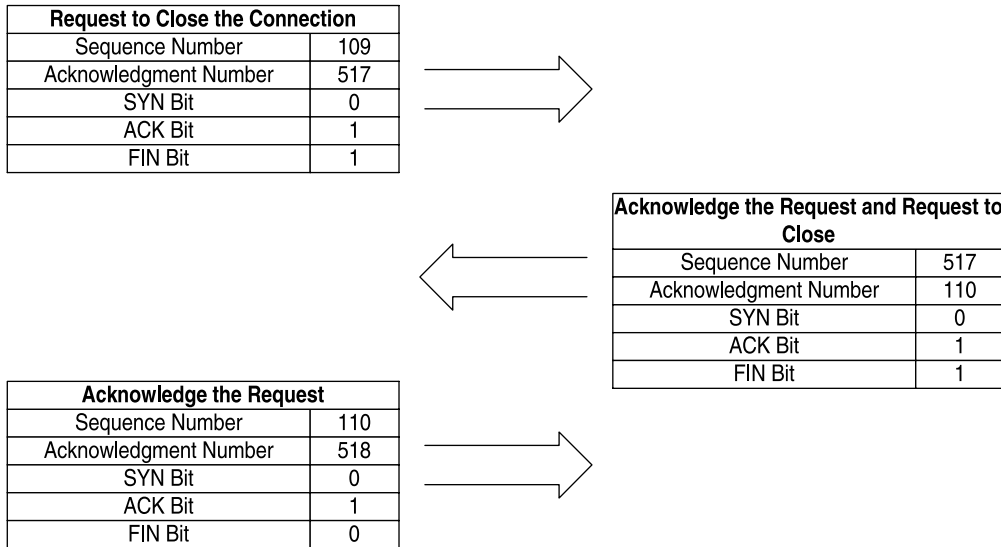 Request to Close the Connection
Sequence Number 109
Acknowledgment Number 517
SYN Bit 0
ACK Bit 1
FIN Bit 1
Acknowledge the Request and Request to
Close
Sequence Number 517
Acknowledgment Number 110
SYN Bit 0
ACK Bit 1
FIN Bit 1
Acknowledge the Request
Sequence Number 110
Acknowledgment Number 518
SYN Bit 0
ACK Bit 1
FIN Bit 0